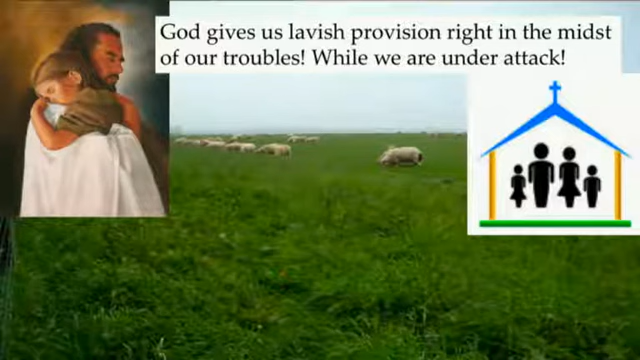 God gives us lavish provision right in the midst
of our troubles! While we are under attack!